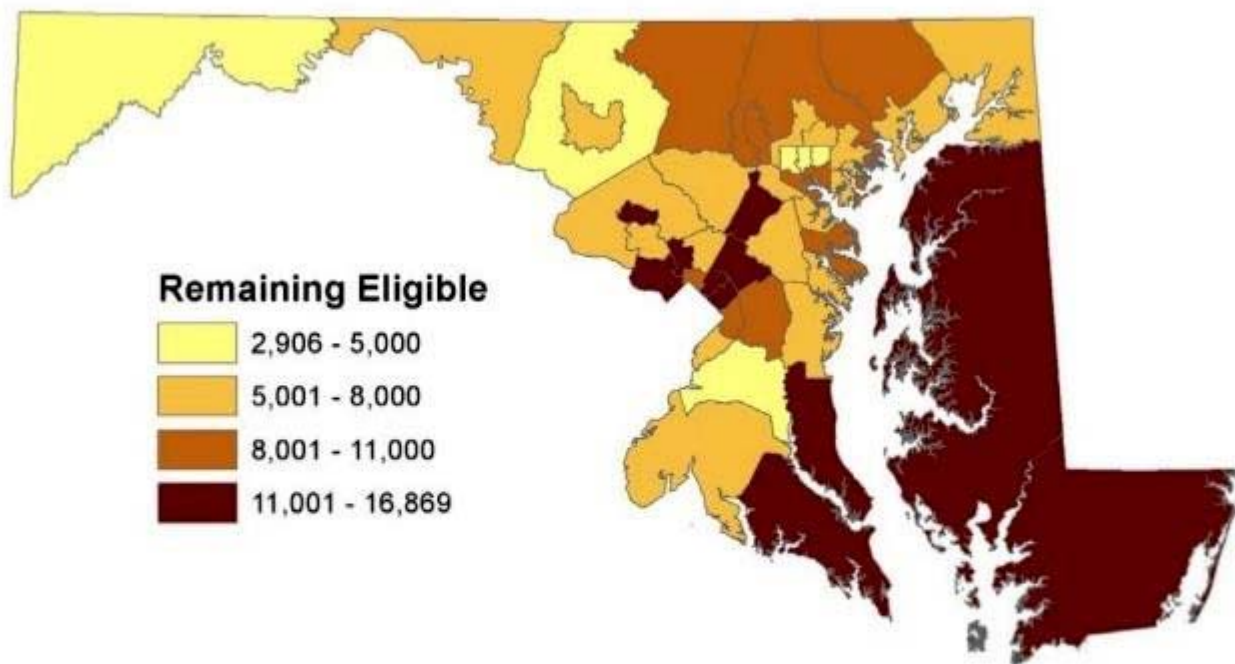 Remaining Eligible
2,906 - 5,000
5,001 - 8,000
8,001 - 11,000
11,001 - 16,869